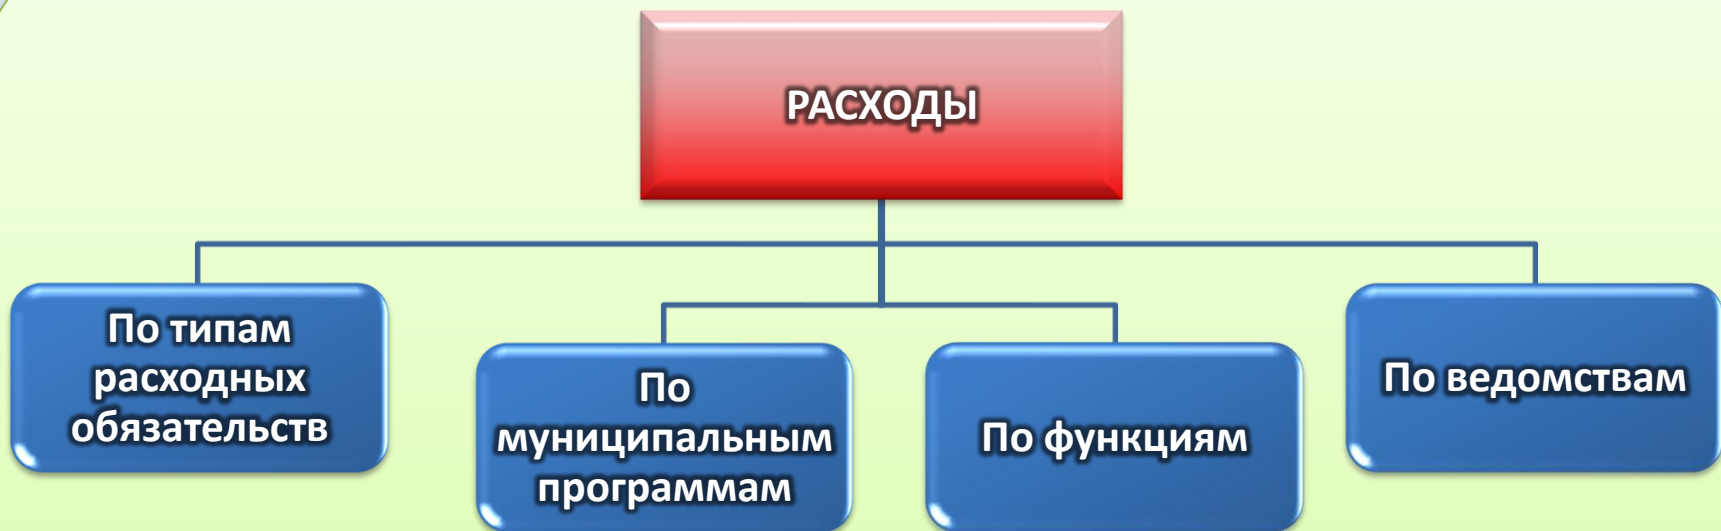 РАСХОДЫ
По типам
расходных
обязательств
По
муниципальным
программам
По функциям
По ведомствам